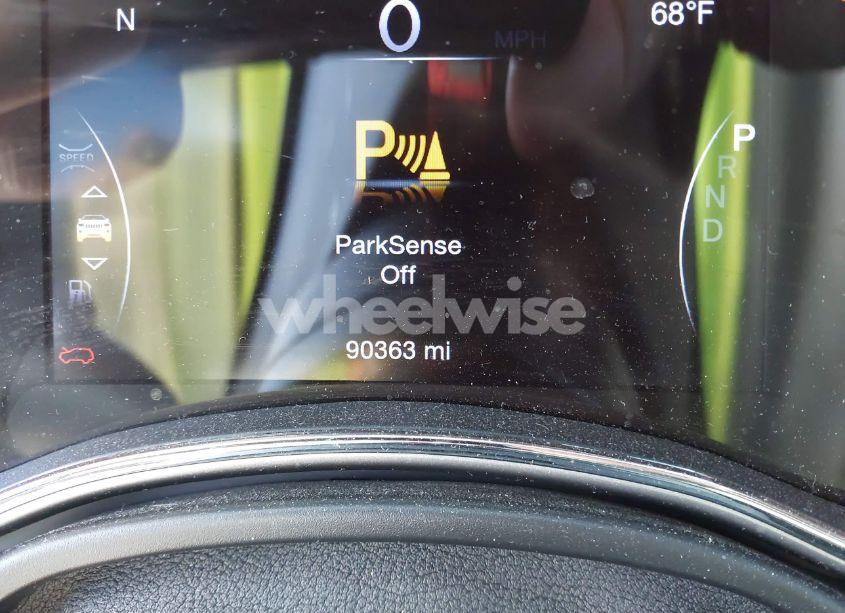 N
0
68°F
MPH
P
SPEED
P
R
N
D
ParkSense
Off
wheelwise
90363 mi